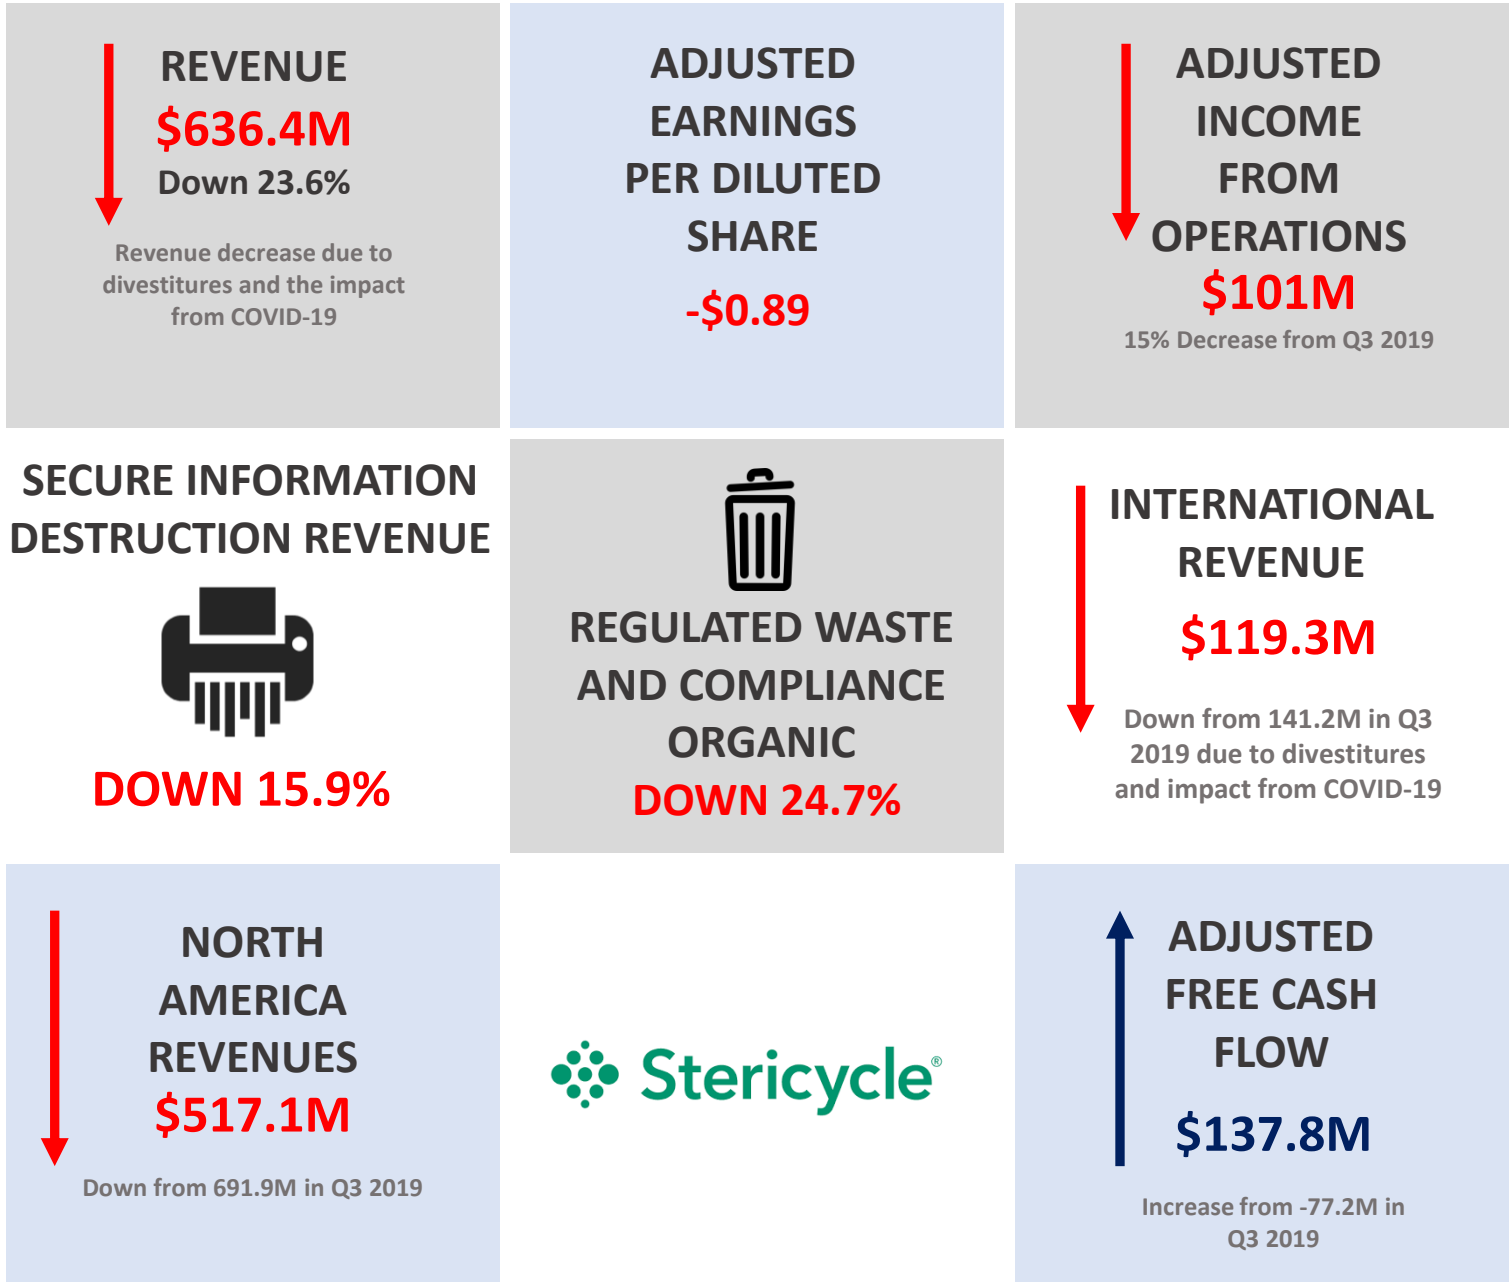 REVENUE
$636.4M
Down 23.6%
Revenue decrease due to
divestitures and the impact
from COVID-19
ADJUSTED
EARNINGS
PER DILUTED
SHARE
-$0.89
ADJUSTED
INCOME
FROM
OPERATIONS
$101M
15% Decrease from Q3 2019
SECURE INFORMATION
DESTRUCTION REVENUE
DOWN 15.9%
REGULATED WASTE
AND COMPLIANCE
ORGANIC
DOWN 24.7%
INTERNATIONAL
REVENUE
$119.3M
Down from 141.2M in Q3
2019 due to divestitures
and impact from COVID-19
NORTH
AMERICA
REVENUES
$517.1M
Down from 691.9M in Q3 2019
Stericycle®
ADJUSTED
FREE CASH
FLOW
$137.8M
Increase from -77.2M in
Q3 2019